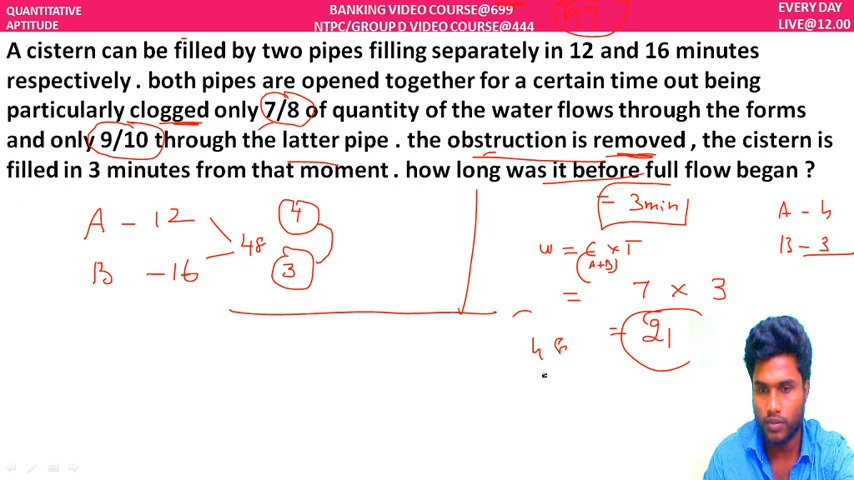 QUANTITATIVE
APTITUDE
BANKING VIDEO COURSE@699
NTPC/GROUP D VIDEO COURSE@444
EVERY DAY
LIVE@12.00
A cistern can be filled by two pipes filling separately in 12 and 16 minutes
respectively . both pipes are opened together for a certain time out being
particularly clogged only 7/8 of quantity of the water flows through the forms
and only 9/10 through the latter pipe . the obstruction is removed , the cistern is
filled in 3 minutes from that moment . how long was it before full flow began ?
A - 12
B - 16
48
4
3
= 3min
W = E x T
(A+B)
= 7 x 3
= 21
48
A - 4
B - 3